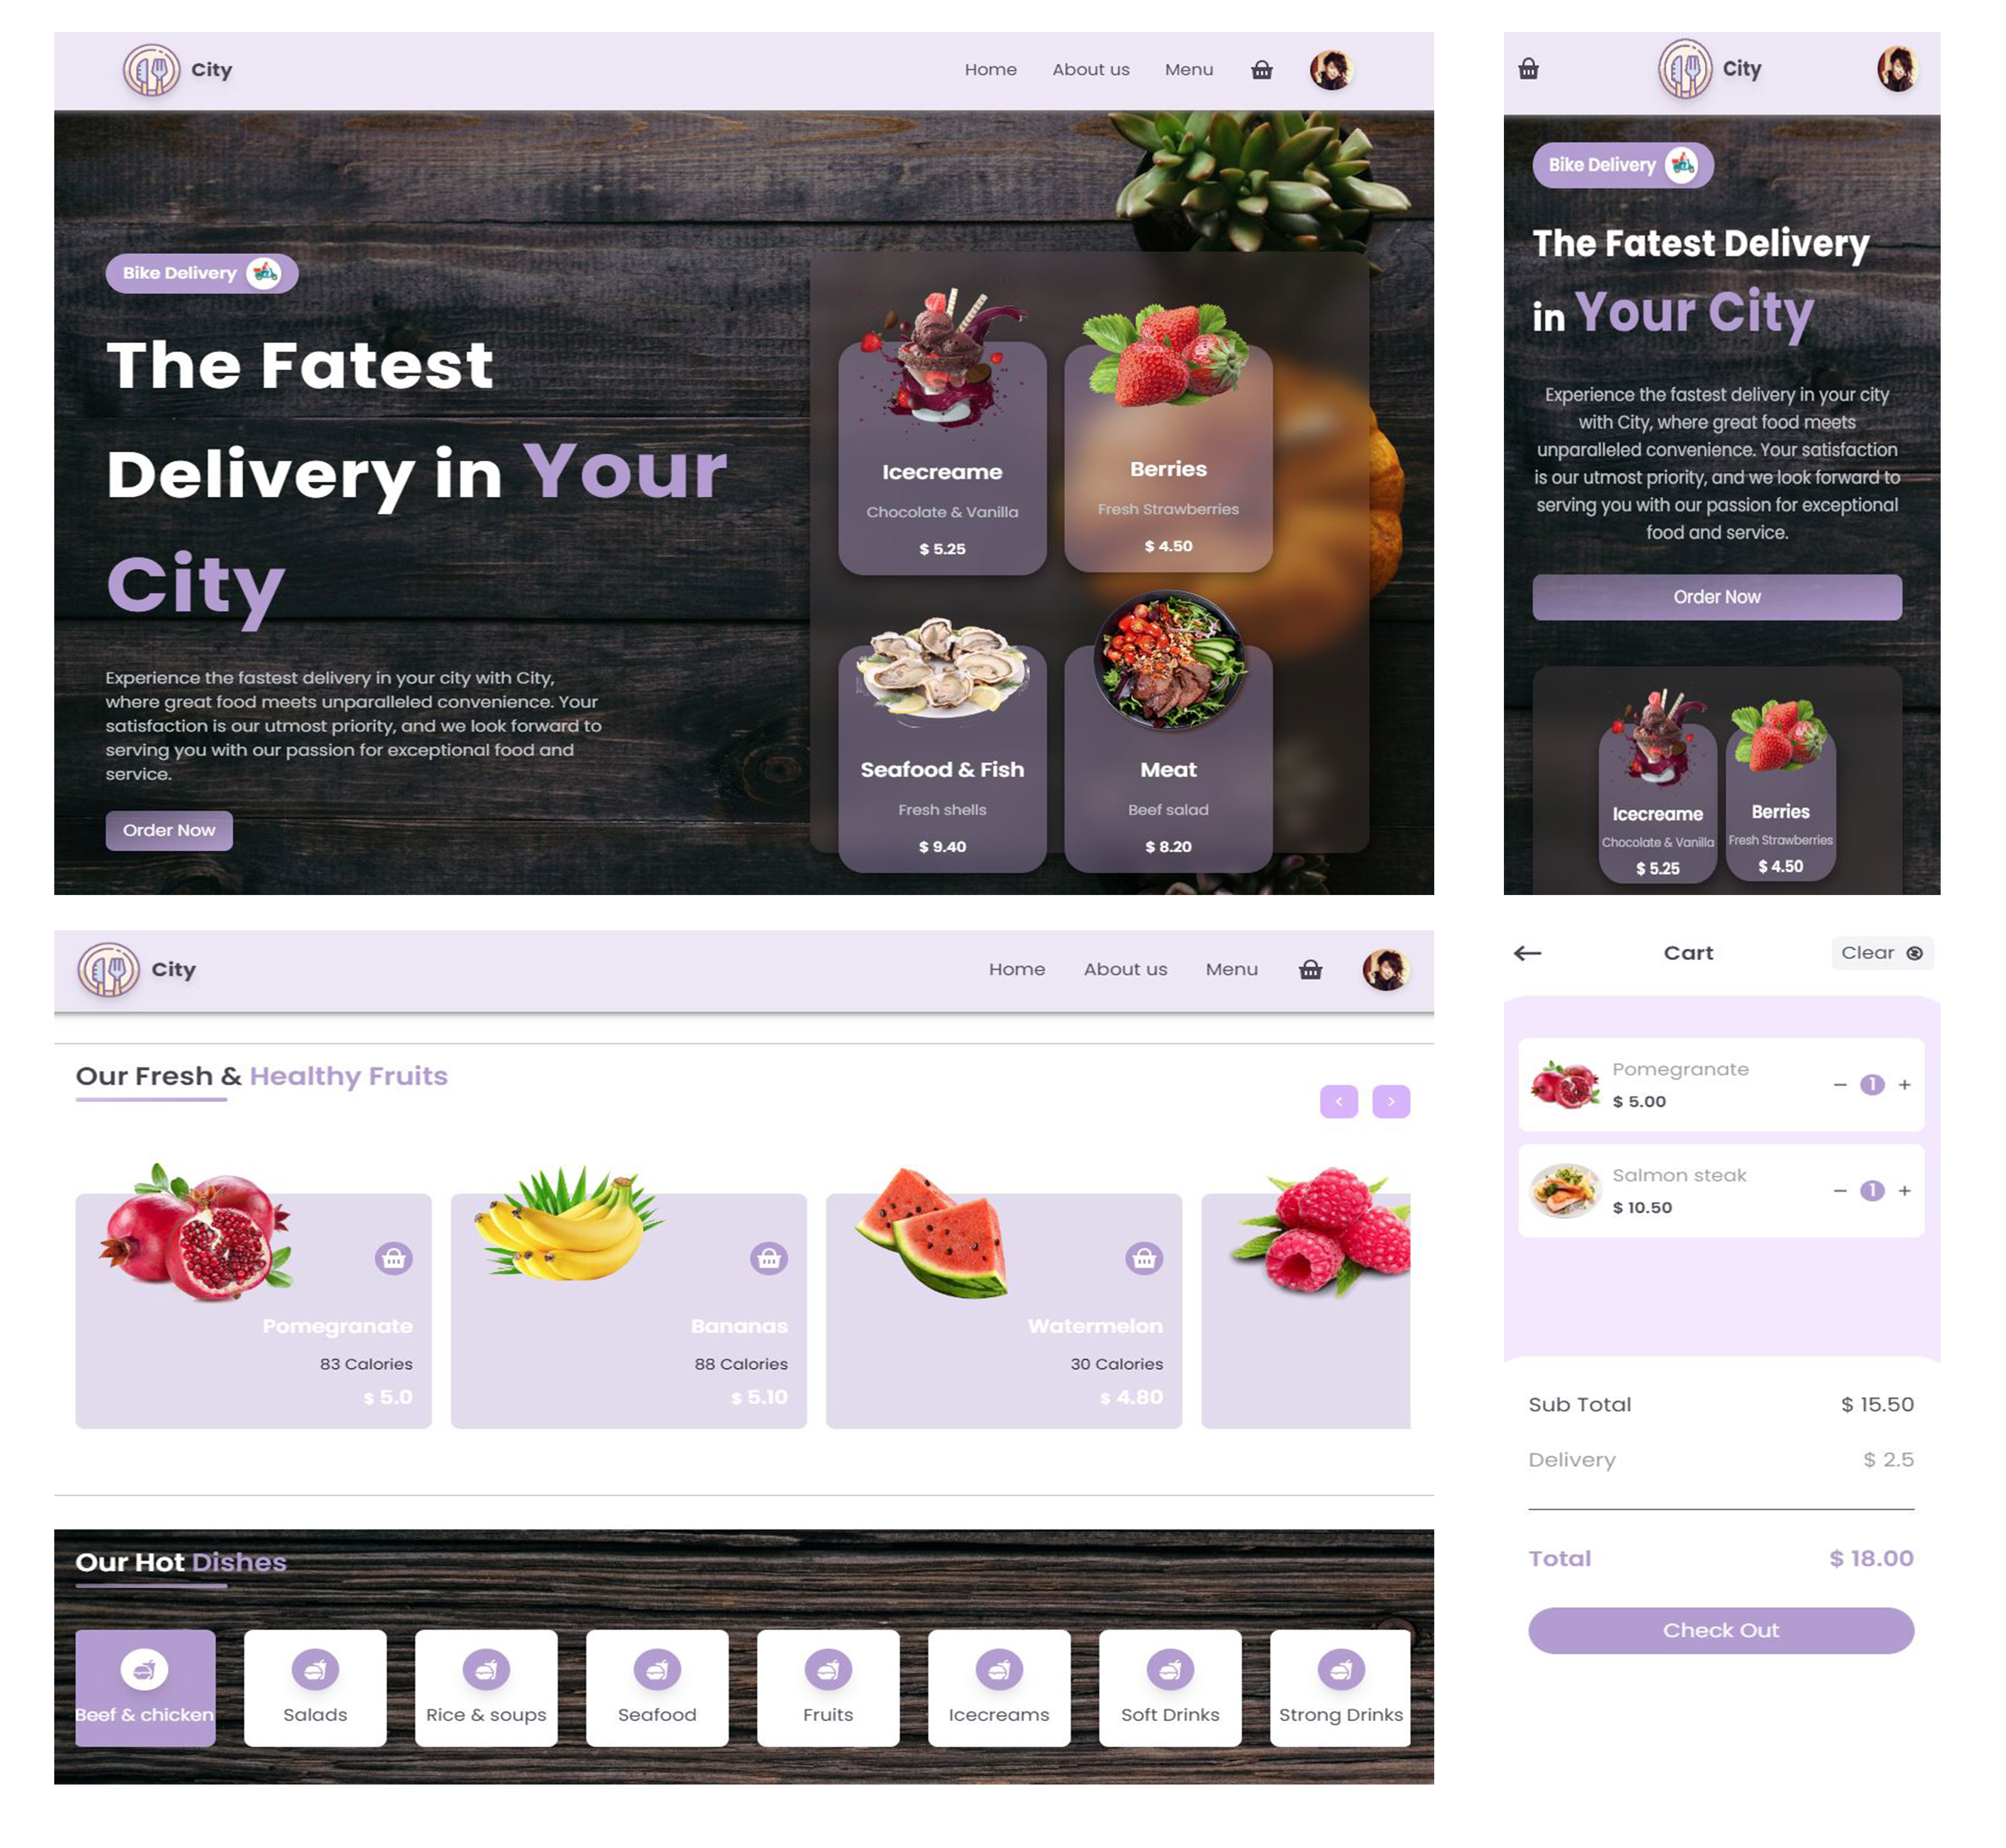 City
Home
About us
Menu
Bike Delivery
The Fatest
Delivery in Your
City
Experience the fastest delivery in your city with City,
where great food meets unparalleled convenience. Your
satisfaction is our utmost priority, and we look forward to
serving you with our passion for exceptional food and
service.
Order Now
Icecreame
Chocolate & Vanilla
$ 5.25
Berries
Fresh Strawberries
$ 4.50
Seafood & Fish
Fresh shells
$ 9.40
Meat
Beef salad
$ 8.20
City
Bike Delivery
The Fatest Delivery
in Your City
Experience the fastest delivery in your city
with City, where great food meets
unparalleled convenience. Your satisfaction
is our utmost priority, and we look forward to
serving you with our passion for exceptional
food and service.
Order Now
Icecreame
Chocolate & Vanilla
$ 5.25
Berries
Fresh Strawberries
$ 4.50
City
Home
About us
Menu
Our Fresh & Healthy Fruits
< >
Pomegranate
83 Calories
$ 5.0
Bananas
88 Calories
$ 5.10
Watermelon
30 Calories
$ 4.80
Our Hot Dishes
Beef & chicken
Salads
Rice & soups
Seafood
Fruits
Icecreams
Soft Drinks
Strong Drinks
Cart
Clear
Pomegranate
$ 5.00
− 1 +
Salmon steak
$ 10.50
− 1 +
Sub Total $ 15.50
Delivery $ 2.5
Total $ 18.00
Check Out